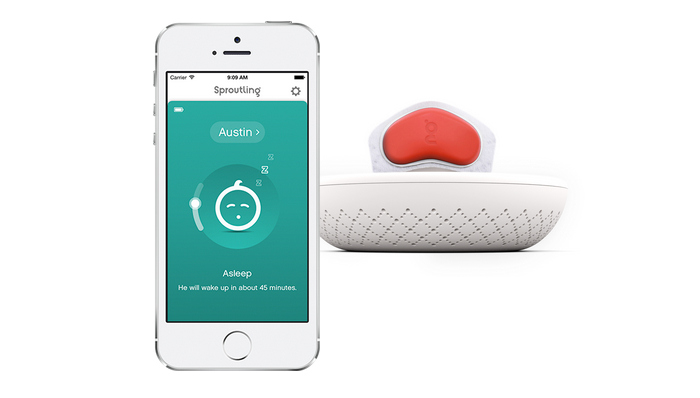 Carrier 9:09 AM
Sproutling
Austin >
Asleep
He will wake up in about 45 minutes.